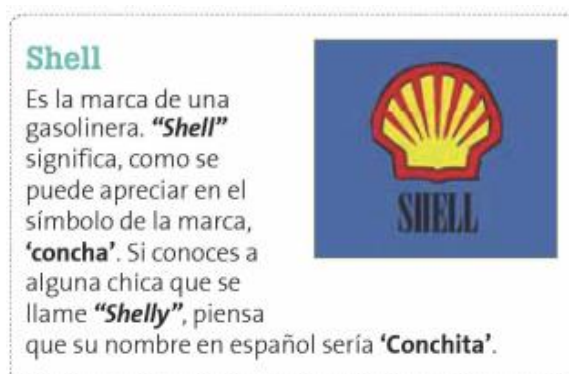 Shell
Es la marca de una
gasolinera. “Shell”
significa, como se
puede apreciar en el
símbolo de la marca,
‘concha’. Si conoces a
alguna chica que se
llame “Shelly”, piensa
que su nombre en español sería ‘Conchita’.
SHELL